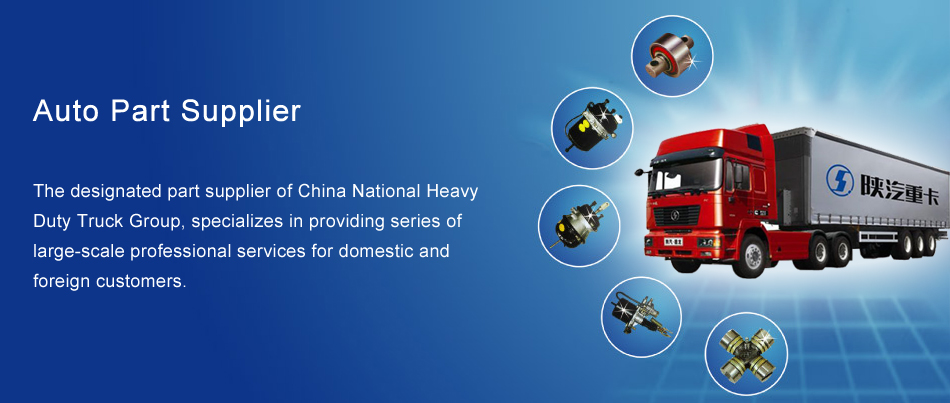 Auto Part Supplier
The designated part supplier of China National Heavy
Duty Truck Group, specializes in providing series of
large-scale professional services for domestic and
foreign customers.
陕汽重卡